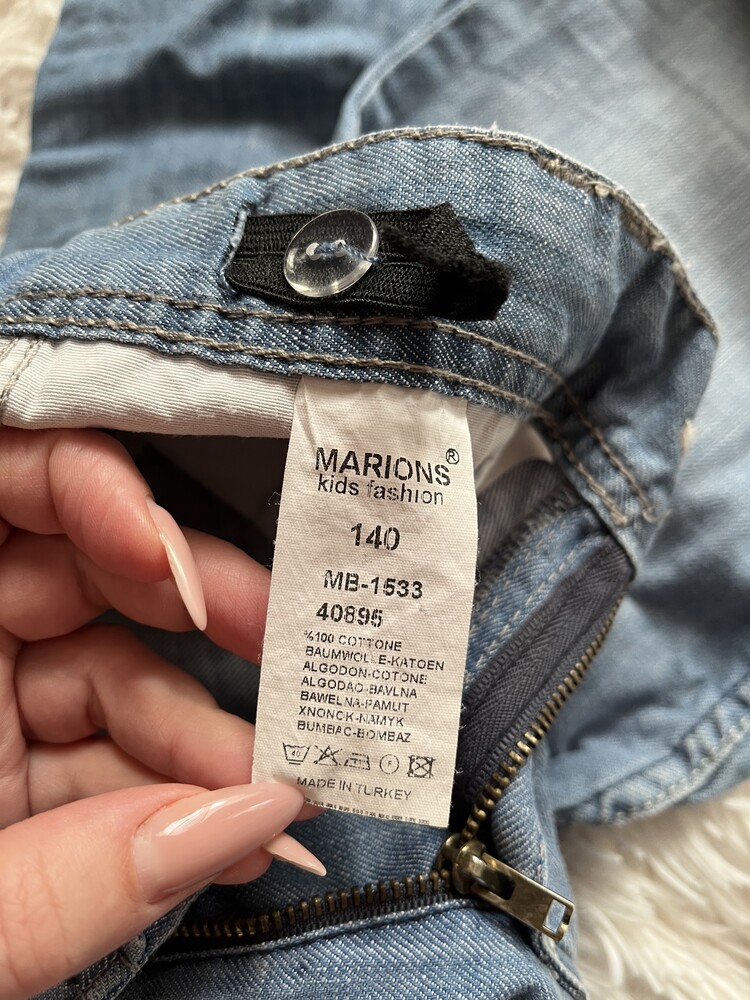 MARIONS®
kids fashion
140
MB-1533
40895
%100 COTTONE
BAUMWOLLE-KATOEN
ALGODON-COTONE
ALGODAO-BAVLNA
BAWELNA-PAMUT
XNONCK-NAMYK
BUMBAC-BOMBAZ
40 P
MADE IN TURKEY